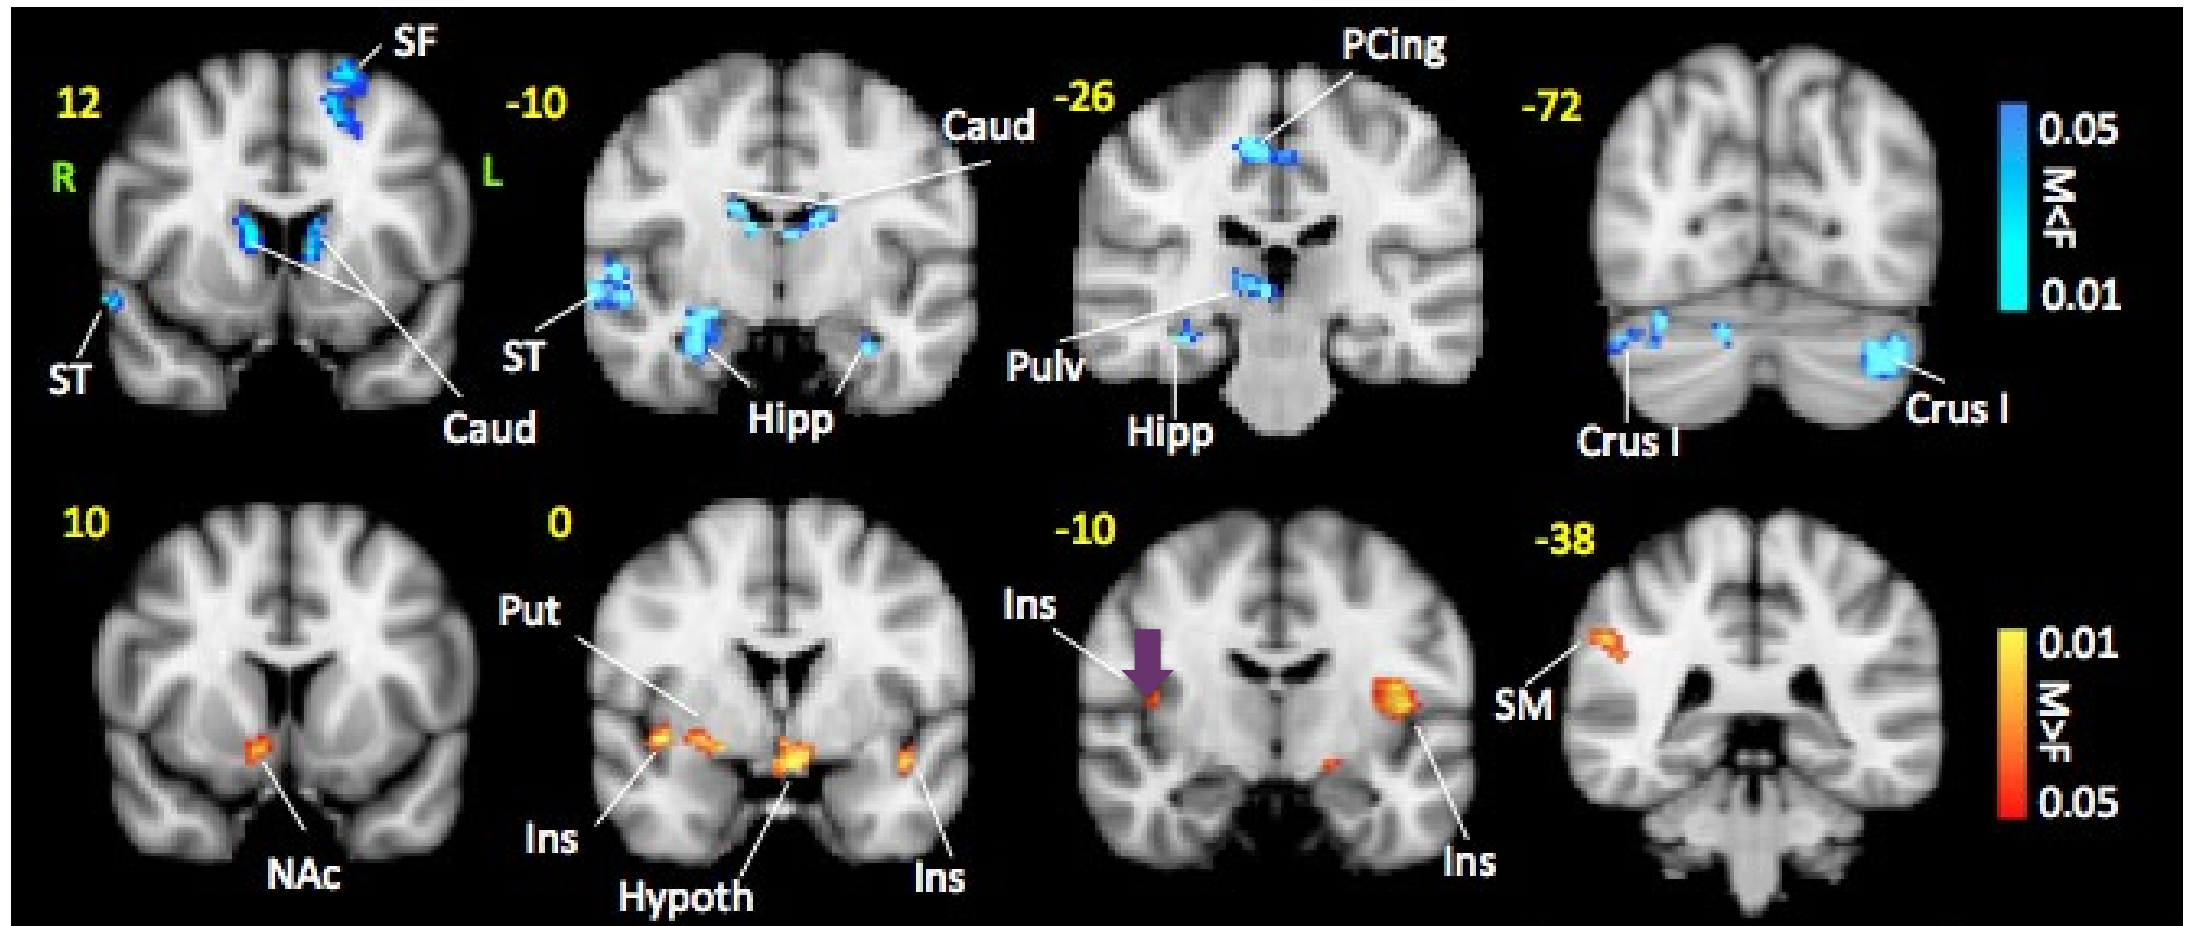 SF
PCing
12
-10
-26
-72
Caud
0.05
R
L
M<F
0.01
ST
ST
Pulv
Hipp
Hipp
Caud
Crus I
Crus I
10
0
-10
-38
Put
Ins
0.01
SM
M>F
0.05
Ins
NAc
Hypoth
Ins
Ins